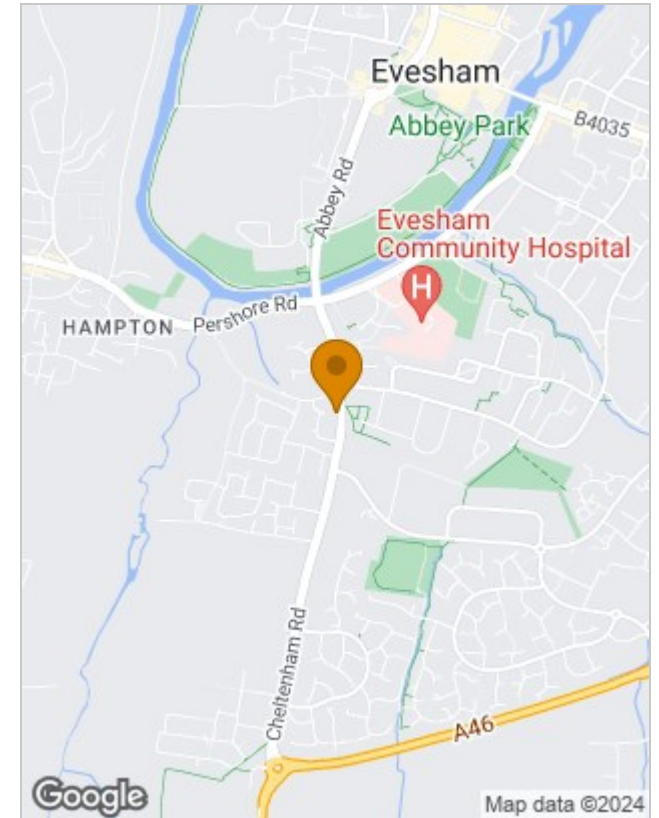 Evesham
Abbey Park
B4035
Abbey Rd
Evesham
Community Hospital
H
HAMPTON
Pershore Rd
Cheltenham Rd
A46
Google
Map data ©2024